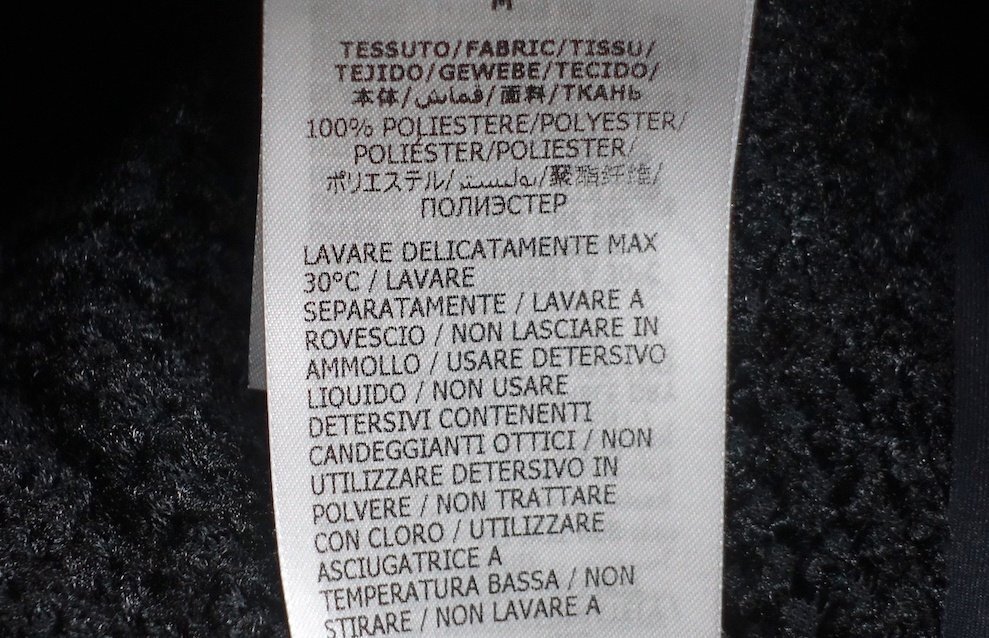 M
TESSUTO/FABRIC/TISSU/
TEJIDO/GEWEBE/TECIDO/
本体/قماش/面料/ТКАНЬ
100% POLIESTERE/POLYESTER/
POLIÉSTER/POLIESTER/
ポリエステル/بوليستر/聚酯纤维/
ПОЛИЭСТЕР
LAVARE DELICATAMENTE MAX
30°C / LAVARE
SEPARATAMENTE / LAVARE A
ROVESCIO / NON LASCIARE IN
AMMOLLO / USARE DETERSIVO
LIQUIDO / NON USARE
DETERSIVI CONTENENTI
CANDEGGIANTI OTTICI / NON
UTILIZZARE DETERSIVO IN
POLVERE / NON TRATTARE
CON CLORO / UTILIZZARE
ASCIUGATRICE A
TEMPERATURA BASSA / NON
STIRARE / NON LAVARE A